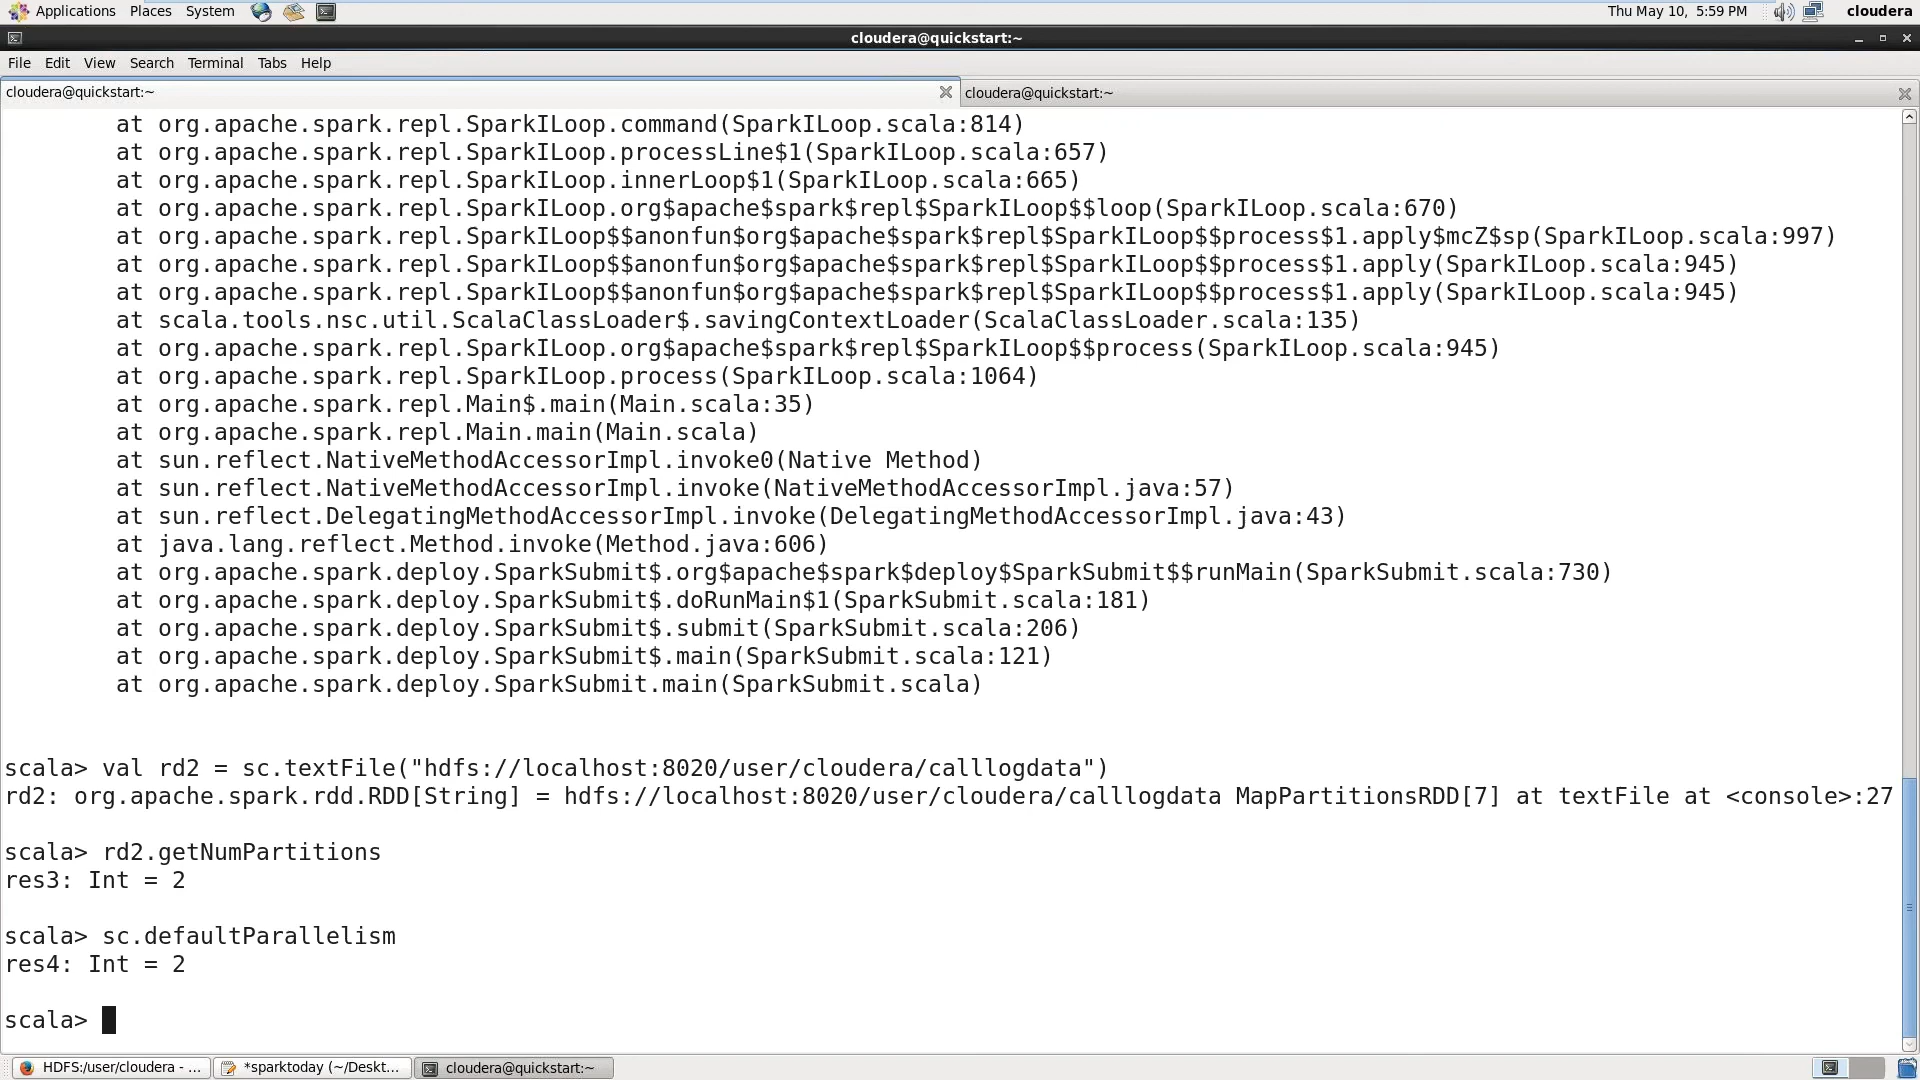 Applications Places System Thu May 10, 5:59 PM cloudera
cloudera@quickstart:~
File Edit View Search Terminal Tabs Help
cloudera@quickstart:~ cloudera@quickstart:~
at org.apache.spark.repl.SparkILoop.command(SparkILoop.scala:814)
at org.apache.spark.repl.SparkILoop.processLine$1(SparkILoop.scala:657)
at org.apache.spark.repl.SparkILoop.innerLoop$1(SparkILoop.scala:665)
at org.apache.spark.repl.SparkILoop.org$apache$spark$repl$SparkILoop$$loop(SparkILoop.scala:670)
at org.apache.spark.repl.SparkILoop$$anonfun$org$apache$spark$repl$SparkILoop$$process$1.apply$mcZ$sp(SparkILoop.scala:997)
at org.apache.spark.repl.SparkILoop$$anonfun$org$apache$spark$repl$SparkILoop$$process$1.apply(SparkILoop.scala:945)
at org.apache.spark.repl.SparkILoop$$anonfun$org$apache$spark$repl$SparkILoop$$process$1.apply(SparkILoop.scala:945)
at scala.tools.nsc.util.ScalaClassLoader$.savingContextLoader(ScalaClassLoader.scala:135)
at org.apache.spark.repl.SparkILoop.org$apache$spark$repl$SparkILoop$$process(SparkILoop.scala:945)
at org.apache.spark.repl.SparkILoop.process(SparkILoop.scala:1064)
at org.apache.spark.repl.Main$.main(Main.scala:35)
at org.apache.spark.repl.Main.main(Main.scala)
at sun.reflect.NativeMethodAccessorImpl.invoke0(Native Method)
at sun.reflect.NativeMethodAccessorImpl.invoke(NativeMethodAccessorImpl.java:57)
at sun.reflect.DelegatingMethodAccessorImpl.invoke(DelegatingMethodAccessorImpl.java:43)
at java.lang.reflect.Method.invoke(Method.java:606)
at org.apache.spark.deploy.SparkSubmit$.org$apache$spark$deploy$SparkSubmit$$runMain(SparkSubmit.scala:730)
at org.apache.spark.deploy.SparkSubmit$.doRunMain$1(SparkSubmit.scala:181)
at org.apache.spark.deploy.SparkSubmit$.submit(SparkSubmit.scala:206)
at org.apache.spark.deploy.SparkSubmit$.main(SparkSubmit.scala:121)
at org.apache.spark.deploy.SparkSubmit.main(SparkSubmit.scala)
scala> val rd2 = sc.textFile("hdfs://localhost:8020/user/cloudera/calllogdata")
rd2: org.apache.spark.rdd.RDD[String] = hdfs://localhost:8020/user/cloudera/calllogdata MapPartitionsRDD[7] at textFile at <console>:27
scala> rd2.getNumPartitions
res3: Int = 2
scala> sc.defaultParallelism
res4: Int = 2
scala>
HDFS:/user/cloudera - ... *sparktoday (~/Deskt... cloudera@quickstart:~